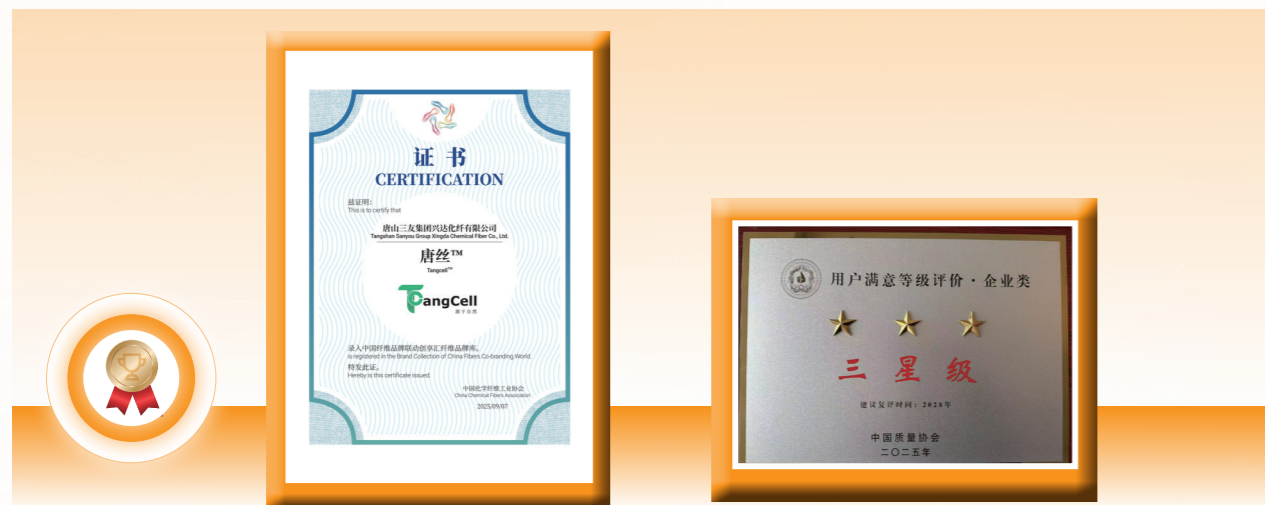 证 书
CERTIFICATION
兹证明：
This is to certify that
唐山三友集团兴达化纤有限公司
Tangshan Sanyou Group Xingda Chemical Fiber Co., Ltd.
唐丝™
Tangcell™
TangCell
源于自然
录入中国纤维品牌联动创享汇纤维品牌库。
is registered in the Brand Collection of China Fibers Co-branding World.
特发此证。
Hereby is this certificate issued.
中国化学纤维工业协会
China Chemical Fibers Association
2025/09/07
用户满意等级评价·企业类
三 星 级
建议复评时间：2028年
中国质量协会
二〇二五年